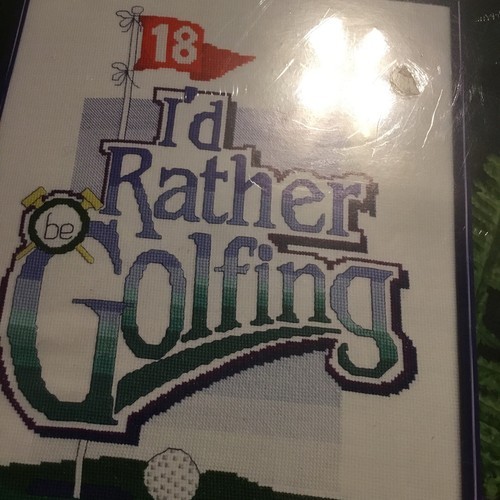 18
I'd
Rather
be
Golfing